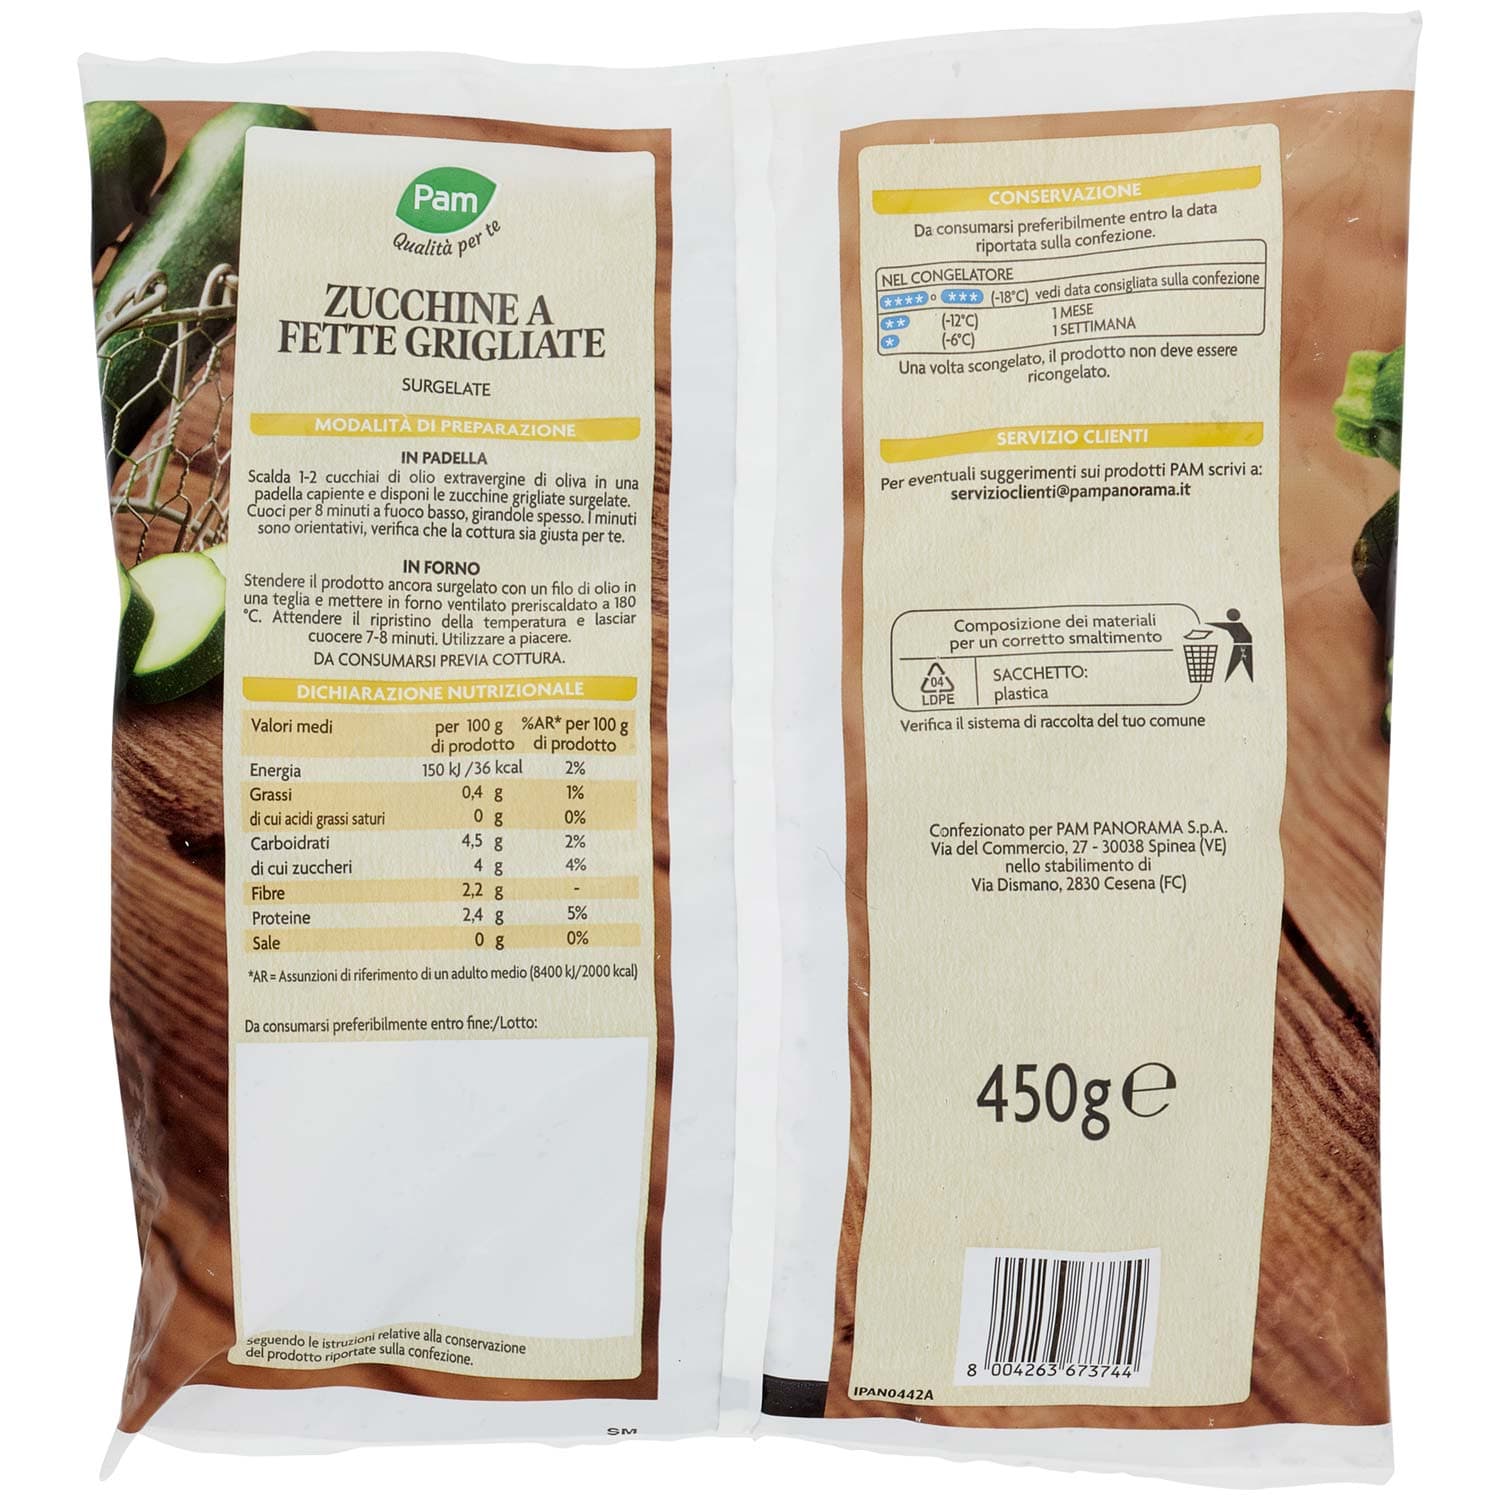 Pam
Qualità per te
ZUCCHINE A
FETTE GRIGLIATE
SURGELATE
MODALITÀ DI PREPARAZIONE
IN PADELLA
Scalda 1-2 cucchiai di olio extravergine di oliva in una
padella capiente e disponi le zucchine grigliate surgelate.
Cuoci per 8 minuti a fuoco basso, girandole spesso. I minuti
sono orientativi, verifica che la cottura sia giusta per te.
IN FORNO
Stendere il prodotto ancora surgelato con un filo di olio in
una teglia e mettere in forno ventilato preriscaldato a 180
°C. Attendere il ripristino della temperatura e lasciar
cuocere 7-8 minuti. Utilizzare a piacere.
DA CONSUMARSI PREVIA COTTURA.
DICHIARAZIONE NUTRIZIONALE
Valori medi per 100 g %AR* per 100 g
di prodotto di prodotto
Energia 150 kJ /36 kcal 2%
Grassi 0,4 g 1%
di cui acidi grassi saturi 0 g 0%
Carboidrati 4,5 g 2%
di cui zuccheri 4 g 4%
Fibre 2,2 g -
Proteine 2,4 g 5%
Sale 0 g 0%
*AR = Assunzioni di riferimento di un adulto medio (8400 kJ/2000 kcal)
Da consumarsi preferibilmente entro fine:/Lotto:
seguendo le istruzioni relative alla conservazione
del prodotto riportate sulla confezione.
SM
CONSERVAZIONE
Da consumarsi preferibilmente entro la data
riportata sulla confezione.
NEL CONGELATORE
**** o *** (-18°C) vedi data consigliata sulla confezione
** (-12°C) 1 MESE
* (-6°C) 1 SETTIMANA
Una volta scongelato, il prodotto non deve essere
ricongelato.
SERVIZIO CLIENTI
Per eventuali suggerimenti sui prodotti PAM scrivi a:
servizioclienti@pampanorama.it
Composizione dei materiali
per un corretto smaltimento
04
LDPE
SACCHETTO:
plastica
Verifica il sistema di raccolta del tuo comune
Confezionato per PAM PANORAMA S.p.A.
Via del Commercio, 27 - 30038 Spinea (VE)
nello stabilimento di
Via Dismano, 2830 Cesena (FC)
450g e
8 004263 673744
IPAN0442A